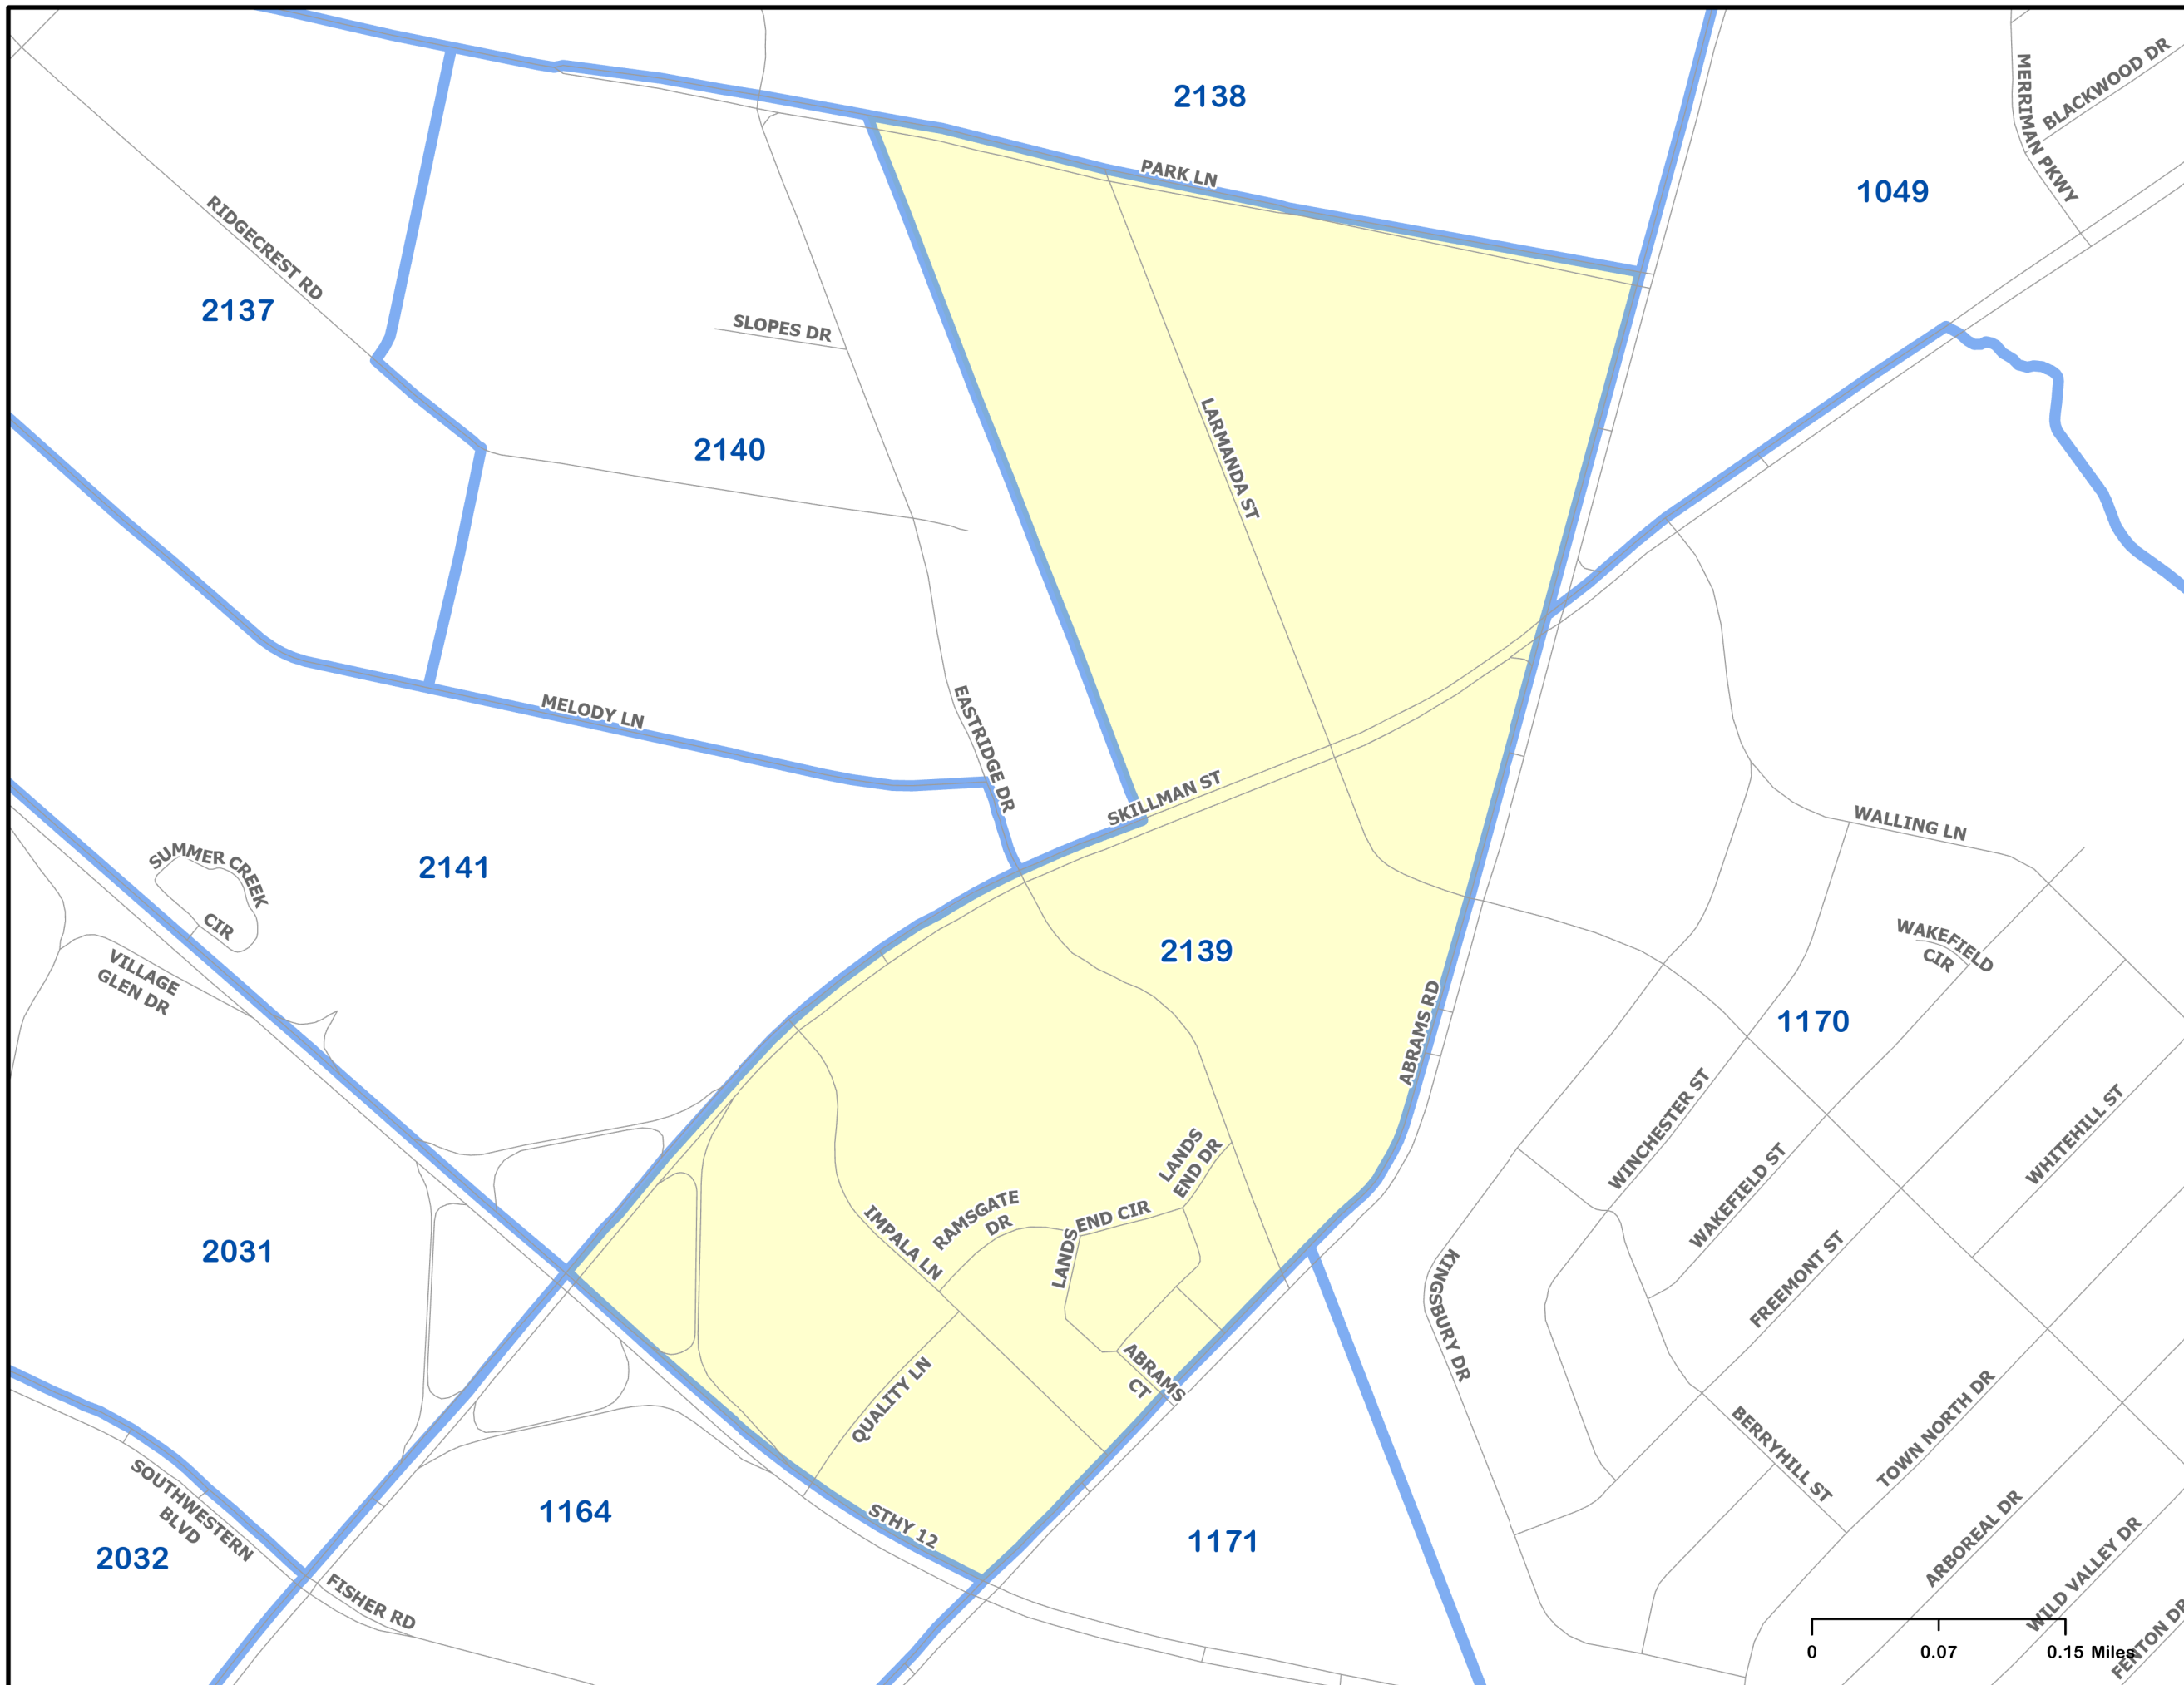 2138
MERRIMAN PKWY
BLACKWOOD DR
PARK LN
1049
RIDGECREST RD
2137
SLOPES DR
2140
LARMANDA ST
MELODY LN
EASTRIDGE DR
SKILLMAN ST
WALLING LN
SUMMER CREEK
CIR
2141
VILLAGE
GLEN DR
2139
WAKEFIELD
CIR
ABRAMS RD
1170
WINCHESTER ST
WHITEHILL ST
WAKEFIELD ST
LANDS
END DR
RAMSGATE
DR
IMPALA LN
LANDS
END CIR
2031
FREEMONT ST
KINGSBURY DR
QUALITY LN
ABRAMS
CT
BERRYHILL ST
TOWN NORTH DR
SOUTHWESTERN
BLVD
1164
STHY 12
1171
2032
ARBOREAL DR
WILD VALLEY DR
FISHER RD
FENTON DR
0
0.07
0.15 Miles